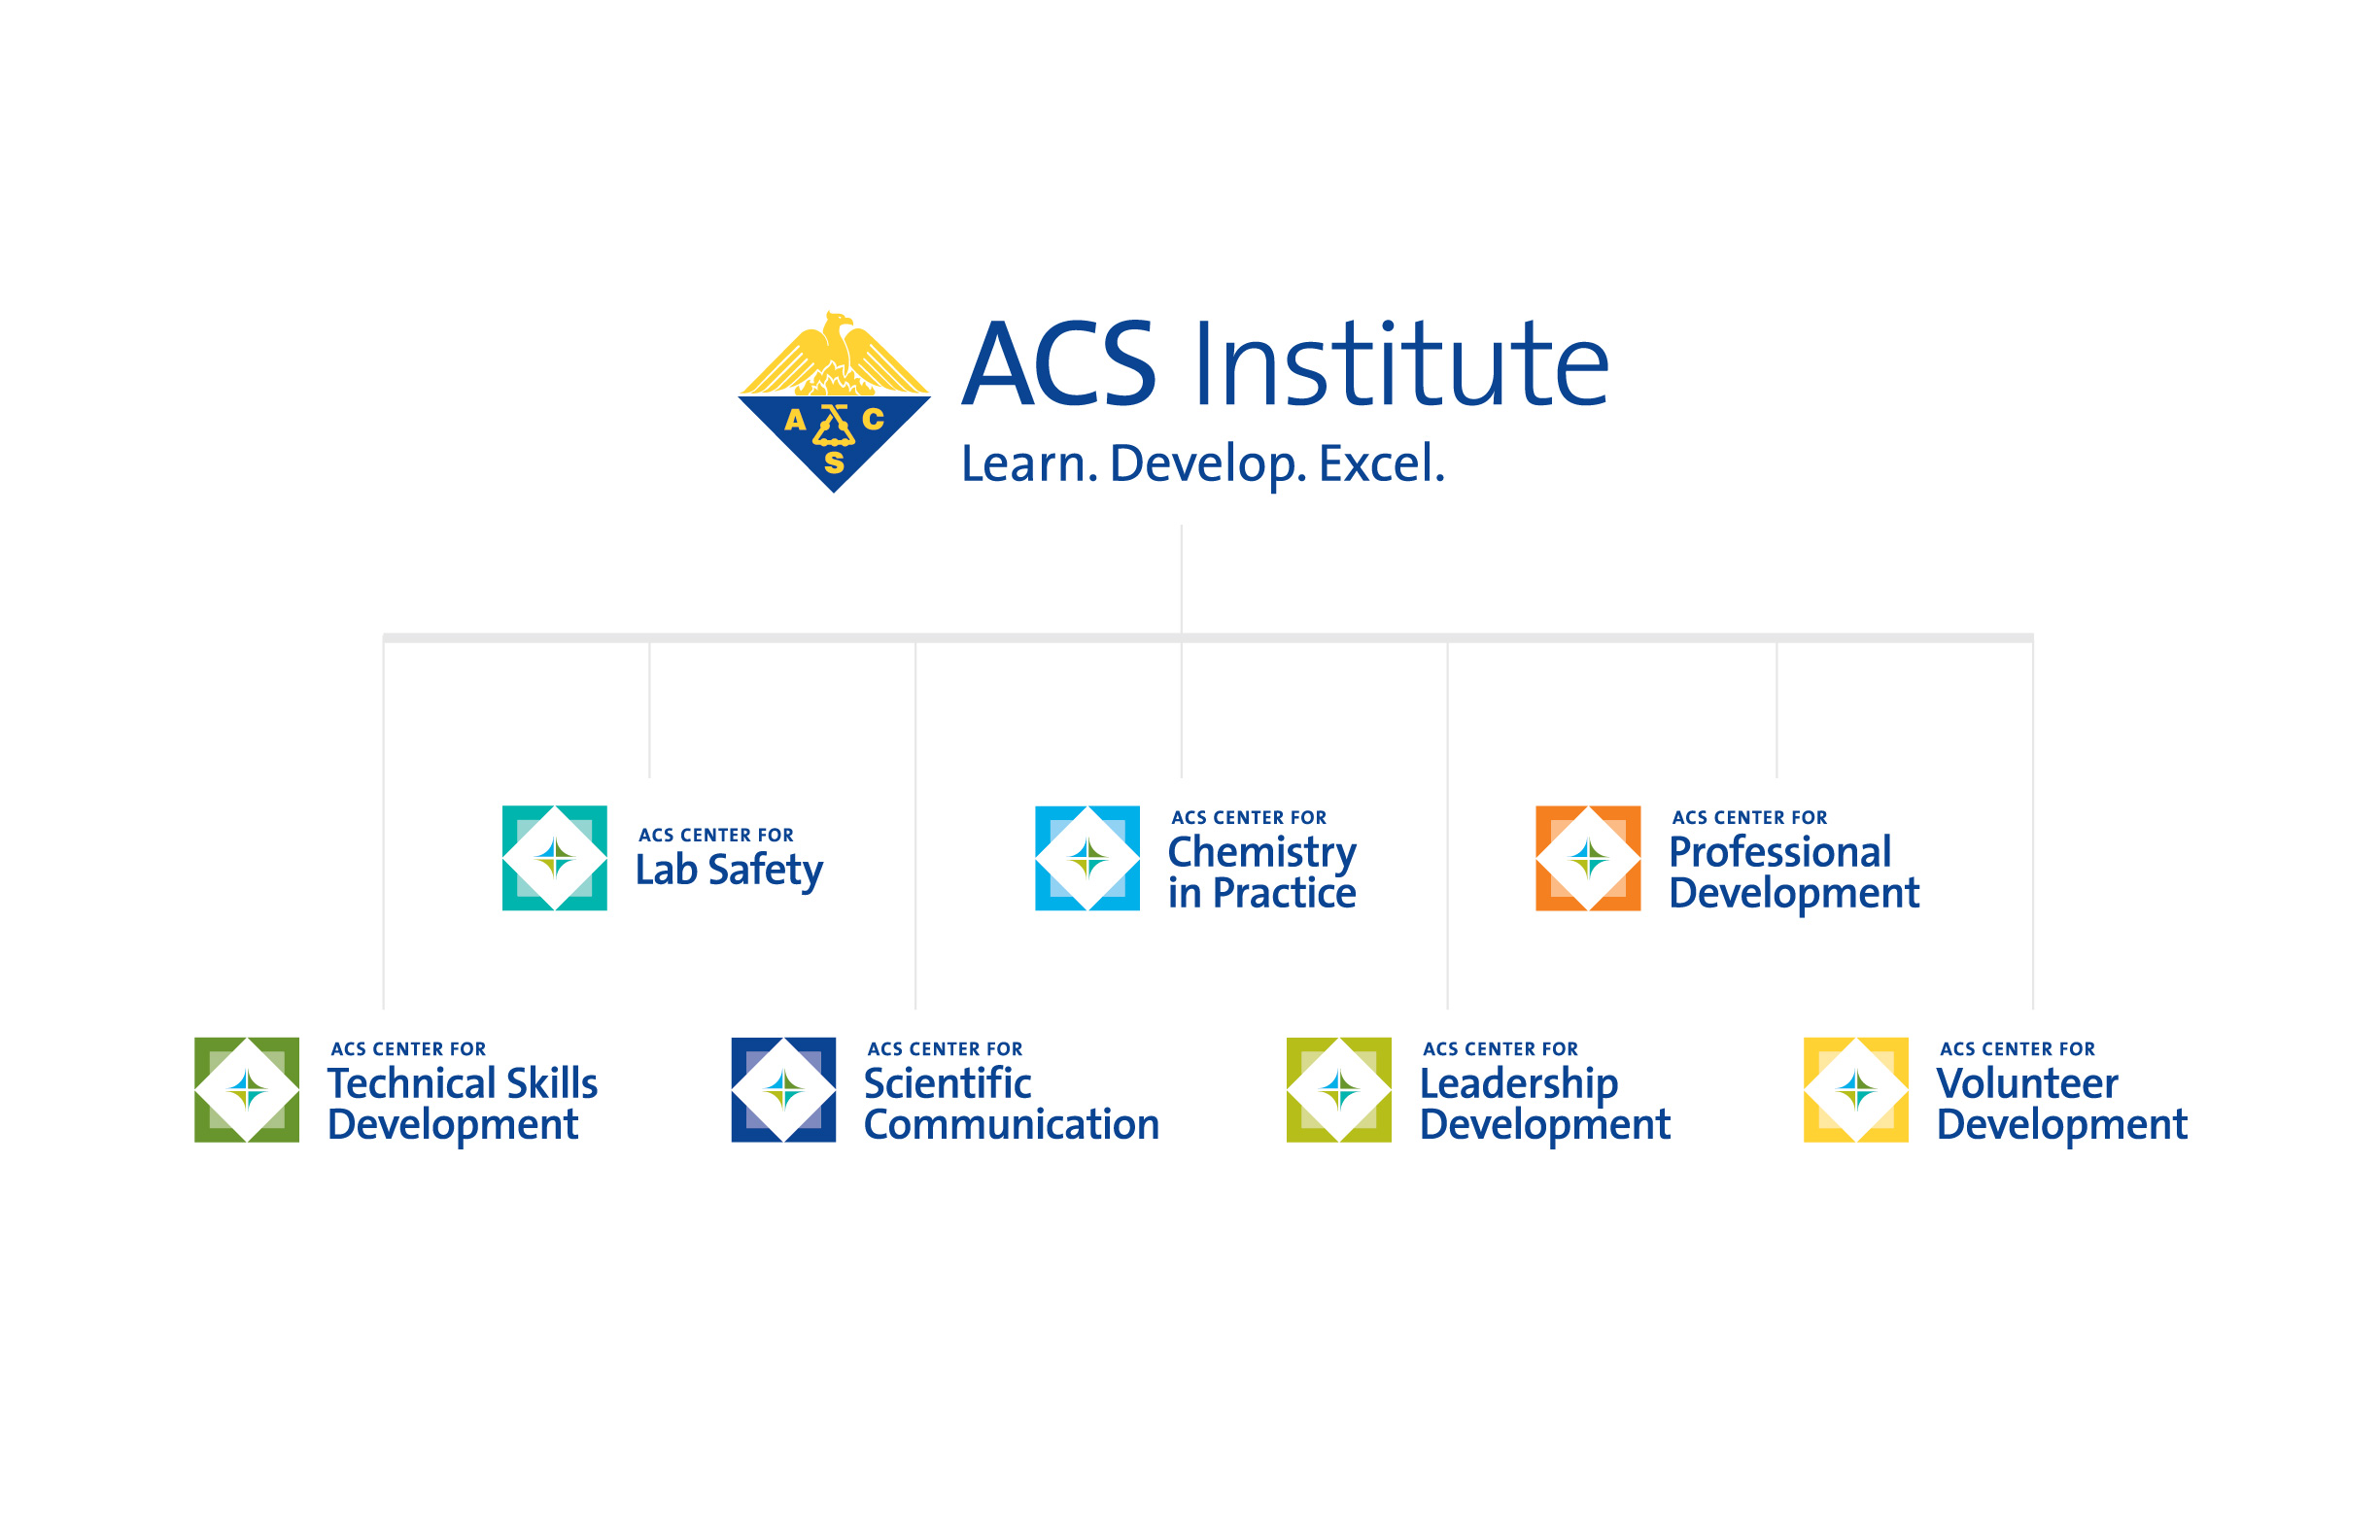 A C
S
ACS Institute
Learn. Develop. Excel.
ACS CENTER FOR
Lab Safety
ACS CENTER FOR
Chemistry
in Practice
ACS CENTER FOR
Professional
Development
ACS CENTER FOR
Technical Skills
Development
ACS CENTER FOR
Scientific
Communication
ACS CENTER FOR
Leadership
Development
ACS CENTER FOR
Volunteer
Development